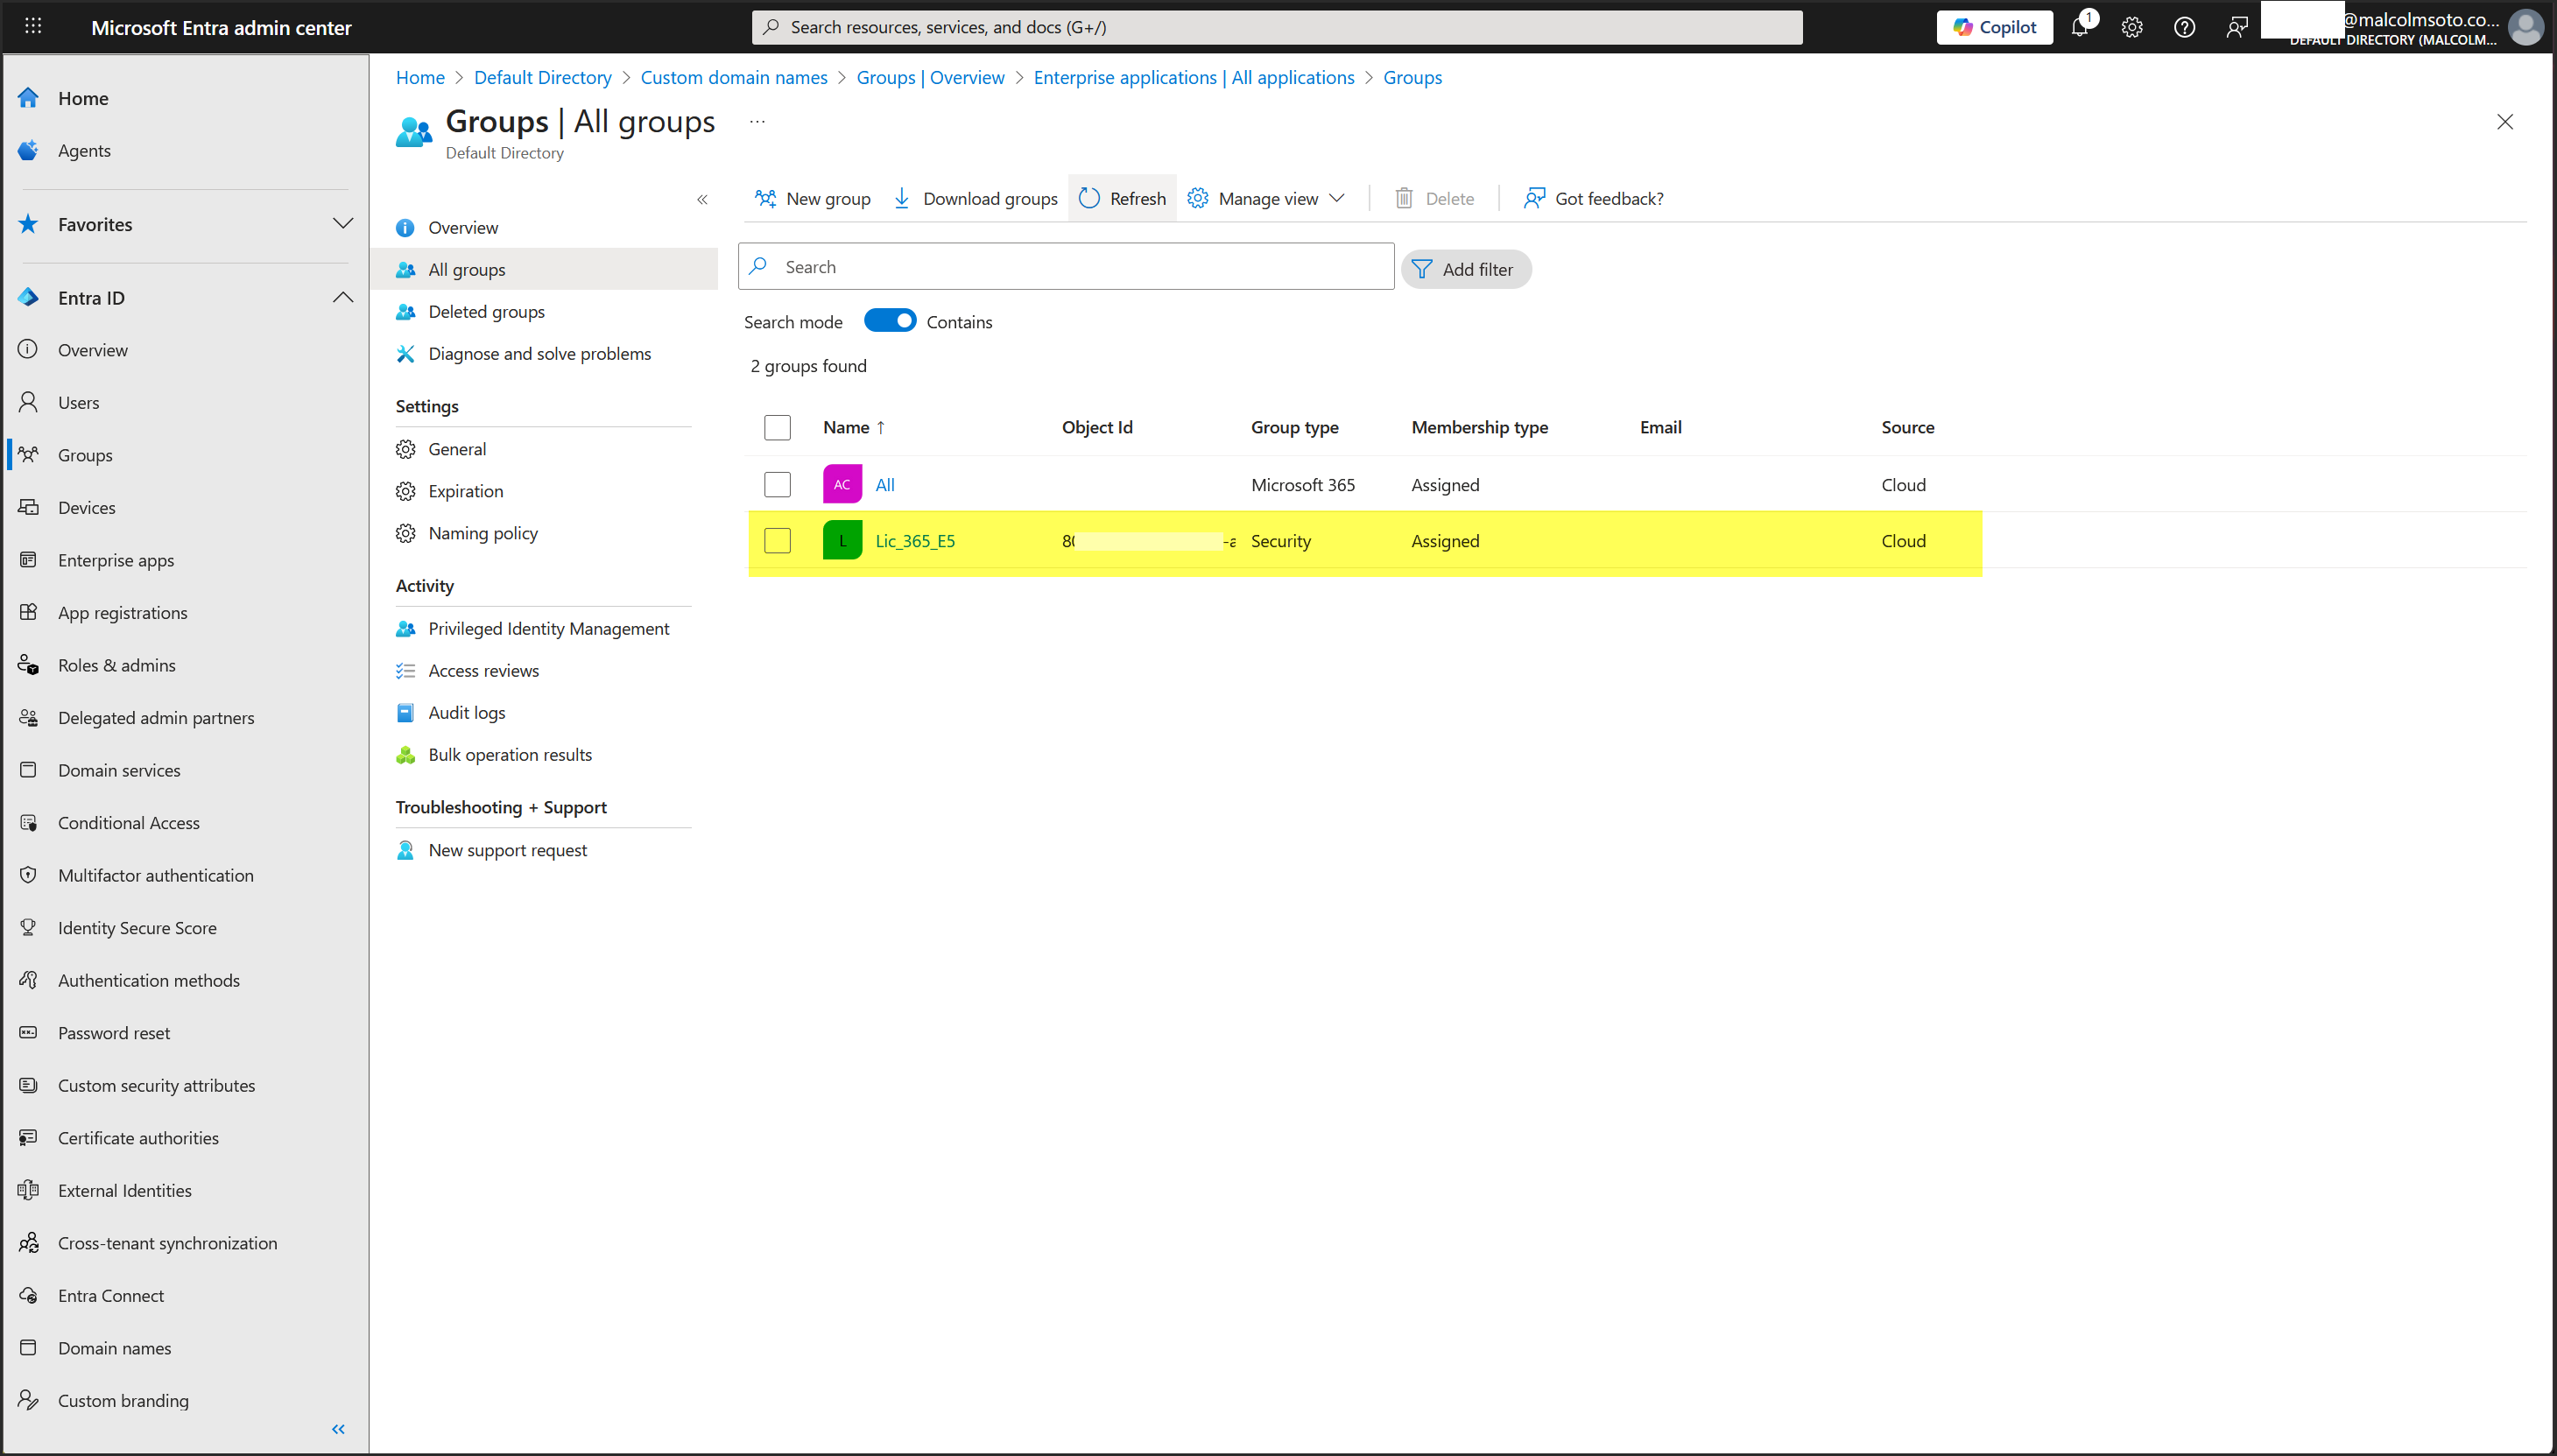 Microsoft Entra admin center
Search resources, services, and docs (G+/)
Copilot
1
@malcolmsoto.co...
DEFAULT DIRECTORY (MALCOLM...
Home
Agents
Favorites
Entra ID
Overview
Users
Groups
Devices
Enterprise apps
App registrations
Roles & admins
Delegated admin partners
Domain services
Conditional Access
Multifactor authentication
Identity Secure Score
Authentication methods
Password reset
Custom security attributes
Certificate authorities
External Identities
Cross-tenant synchronization
Entra Connect
Domain names
Custom branding
Home > Default Directory > Custom domain names > Groups | Overview > Enterprise applications | All applications > Groups
Groups | All groups ...
Default Directory
Overview
All groups
Deleted groups
Diagnose and solve problems
Settings
General
Expiration
Naming policy
Activity
Privileged Identity Management
Access reviews
Audit logs
Bulk operation results
Troubleshooting + Support
New support request
New group Download groups Refresh Manage view Delete Got feedback?
Search
Add filter
Search mode Contains
2 groups found
Name ↑ Object Id Group type Membership type Email Source
AC All Microsoft 365 Assigned Cloud
L Lic_365_E5 80 -a Security Assigned Cloud